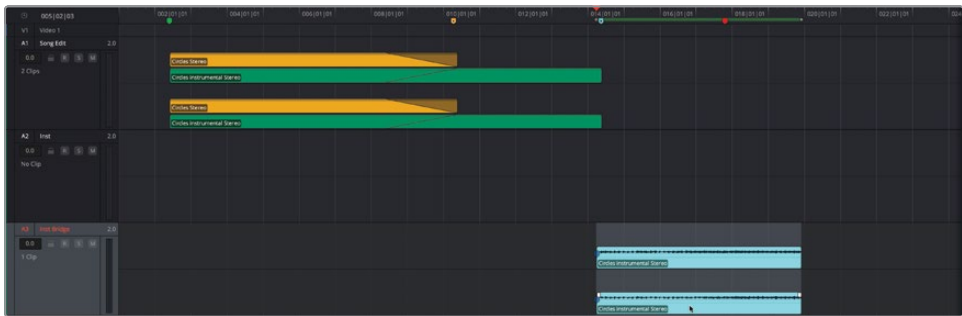 005|02|03
002|01|01 004|01|01 006|01|01 008|01|01 010|01|01 012|01|01 014|01|01 016|01|01 018|01|01 020|01|01 022|01|01 024
V1 Video 1
A1 Song Edit 2.0
0.0 R S M
2 Clips
Circles Stereo
Circles Instrumental Stereo
Circles Stereo
Circles Instrumental Stereo
A2 Inst 2.0
0.0 R S M
No Clip
A3 Inst Bridge 2.0
0.0 R S M
1 Clip
Circles Instrumental Stereo
Circles Instrumental Stereo